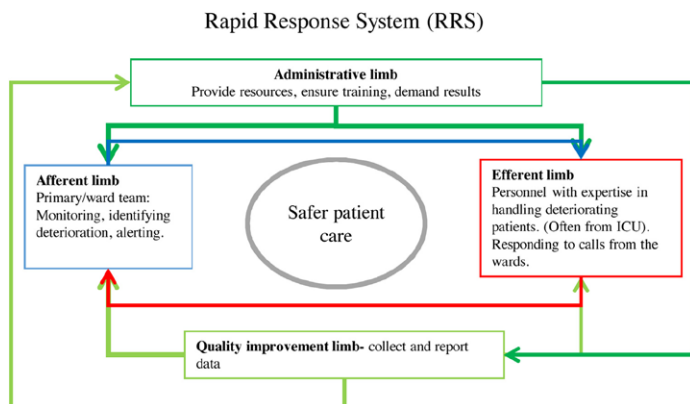 Rapid Response System (RRS)
Administrative limb
Provide resources, ensure training, demand results
Afferent limb
Primary/ward team:
Monitoring, identifying
deterioration, alerting.
Safer patient
care
Efferent limb
Personnel with expertise in
handling deteriorating
patients. (Often from ICU).
Responding to calls from the
wards.
Quality improvement limb- collect and report
data